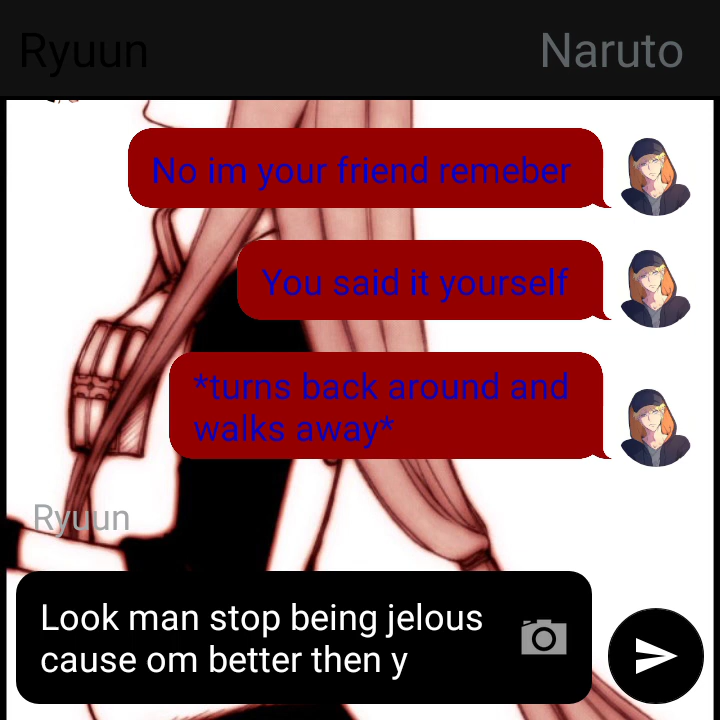 Ryuun
Naruto
No im your friend remeber
You said it yourself
*turns back around and
walks away*
Ryuun
Look man stop being jelous
cause om better then y